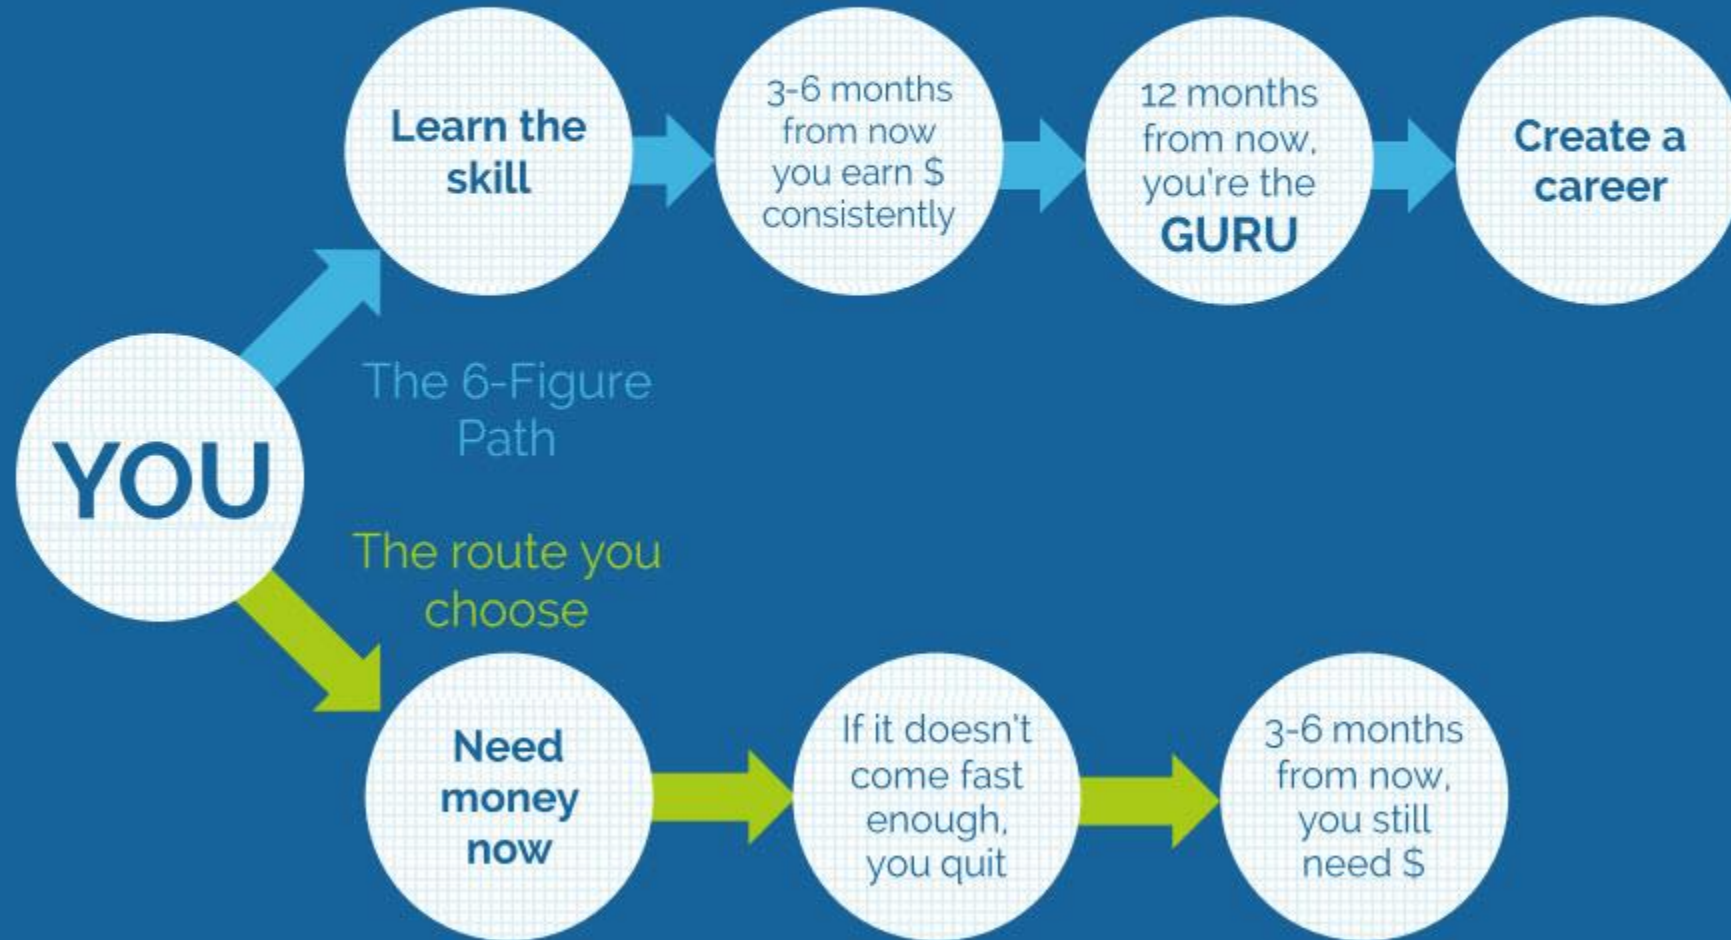 YOU
The 6-Figure
Path
Learn the
skill
3-6 months
from now
you earn $
consistently
12 months
from now,
you're the
GURU
Create a
career
The route you
choose
Need
money
now
If it doesn't
come fast
enough,
you quit
3-6 months
from now,
you still
need $